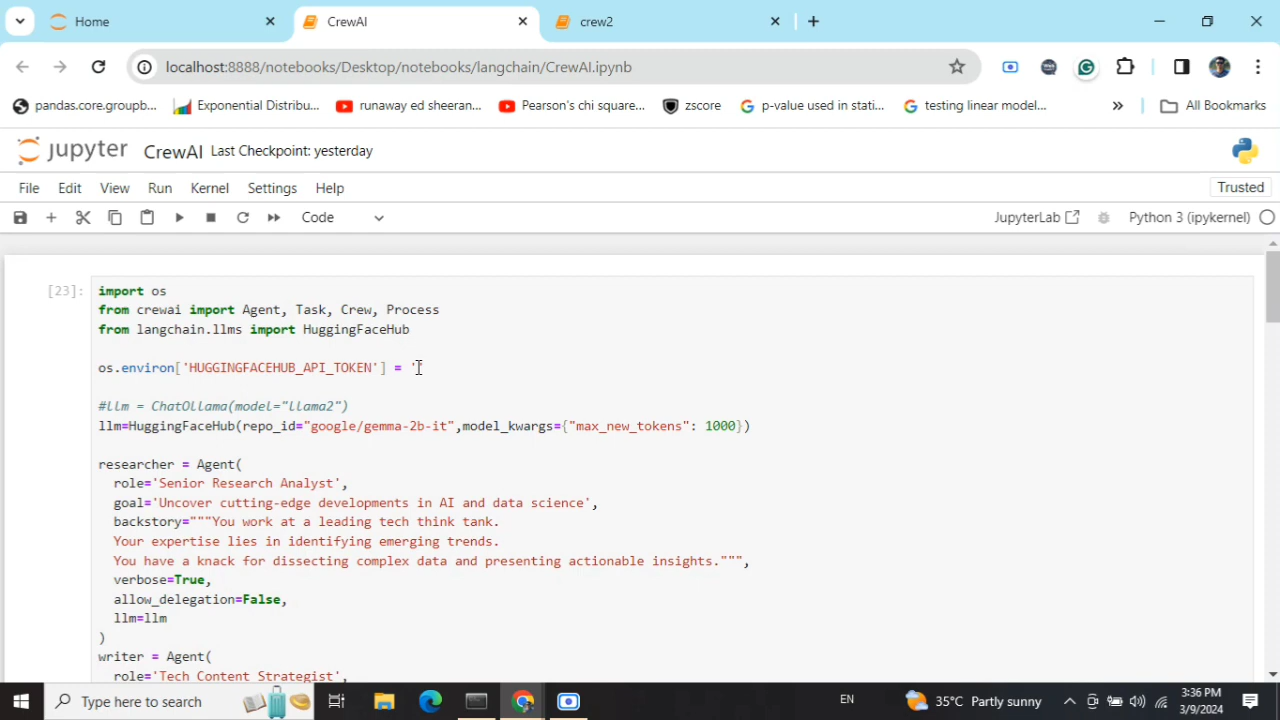 Home
CrewAI
crew2
localhost:8888/notebooks/Desktop/notebooks/langchain/CrewAI.ipynb
pandas.core.groupb...
Exponential Distribu...
runaway ed sheeran...
Pearson's chi square...
zscore
p-value used in stati...
testing linear model...
All Bookmarks
jupyter CrewAI Last Checkpoint: yesterday
File Edit View Run Kernel Settings Help
Trusted
Code
JupyterLab
Python 3 (ipykernel)
[23]:
import os
from crewai import Agent, Task, Crew, Process
from langchain.llms import HuggingFaceHub
os.environ['HUGGINGFACEHUB_API_TOKEN'] = ''
#llm = ChatOllama(model="llama2")
llm=HuggingFaceHub(repo_id="google/gemma-2b-it",model_kwargs={"max_new_tokens": 1000})
researcher = Agent(
role='Senior Research Analyst',
goal='Uncover cutting-edge developments in AI and data science',
backstory="""You work at a leading tech think tank.
Your expertise lies in identifying emerging trends.
You have a knack for dissecting complex data and presenting actionable insights.""",
verbose=True,
allow_delegation=False,
llm=llm
)
writer = Agent(
role='Tech Content Strategist',
Type here to search
EN
35°C Partly sunny
3:36 PM
3/9/2024